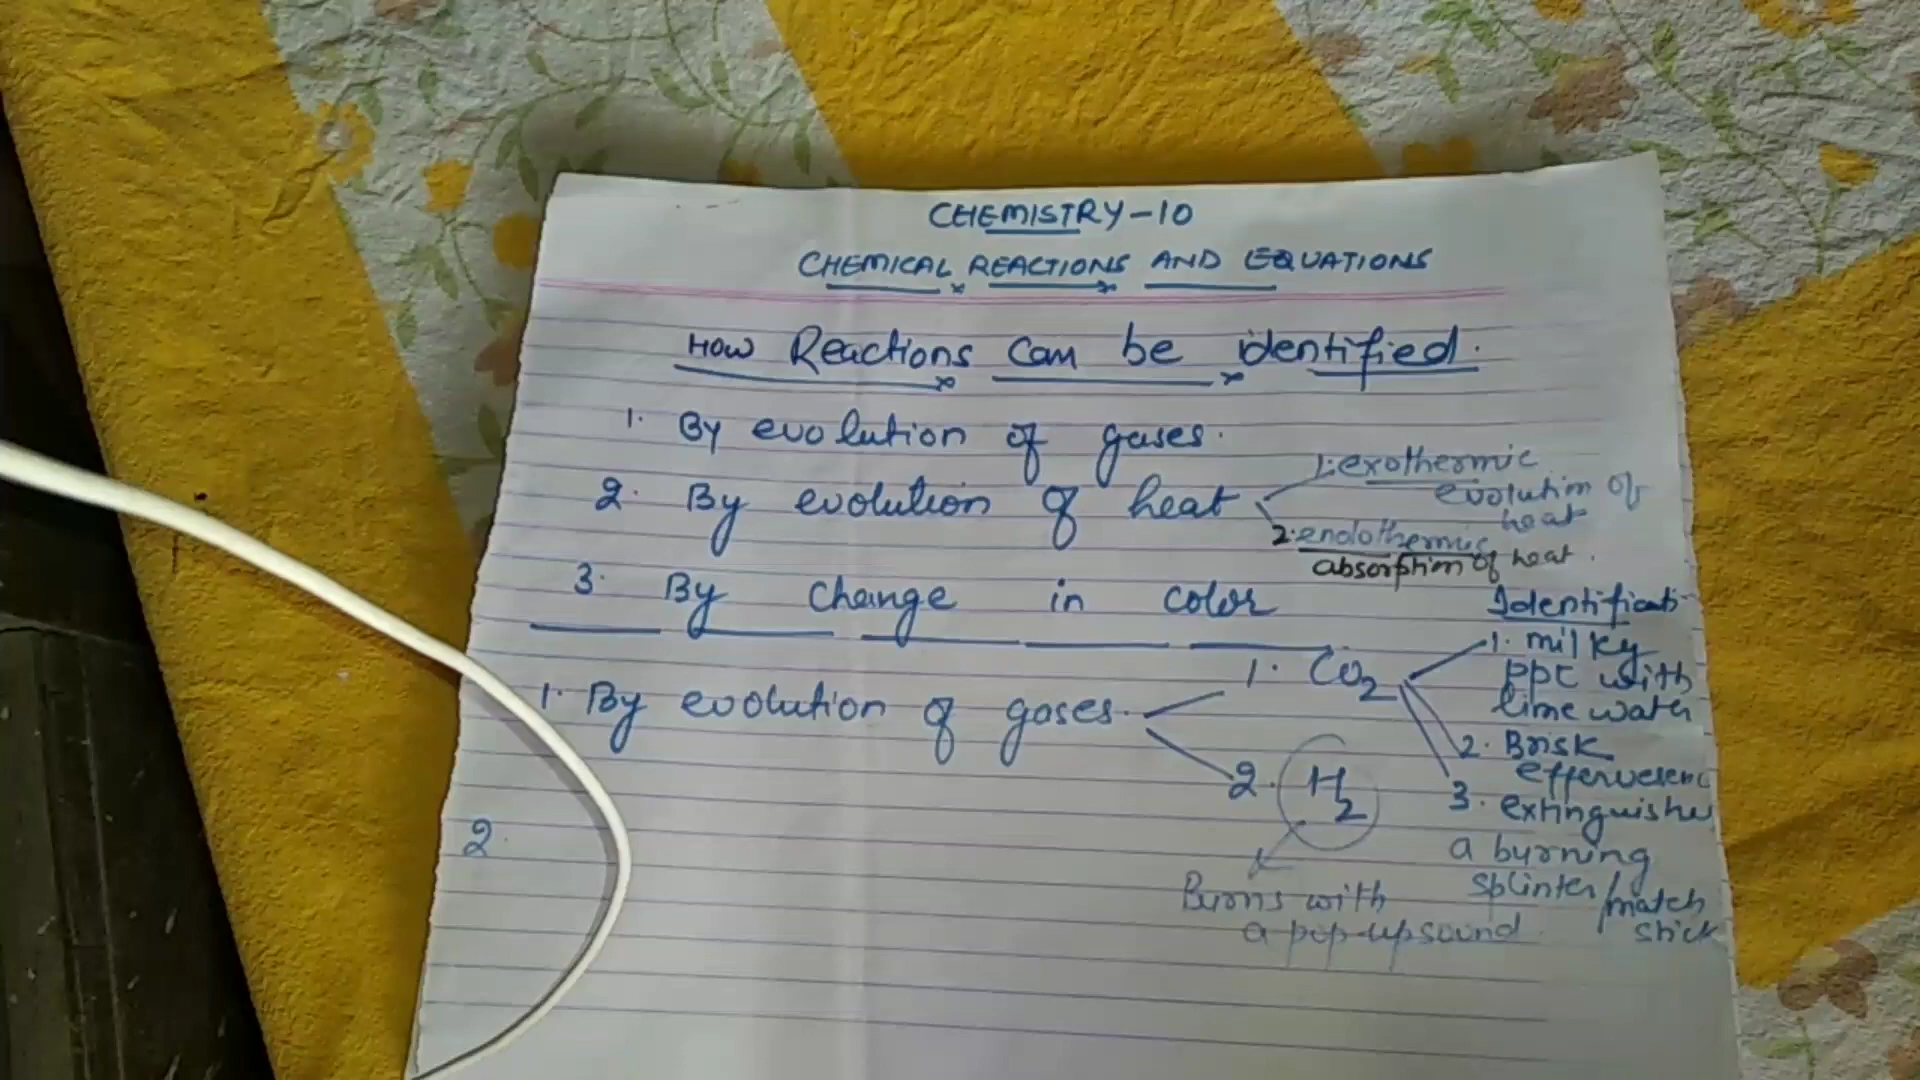 CHEMISTRY-10
CHEMICAL REACTIONS AND EQUATIONS
HOW Reactions can be identified.
1. By evolution of gases.
2. By evolution of heat
1. exothermic
evolution of
heat
2. endothermic
absorption of heat.
3. By change in color
1. By evolution of gases.
1. CO2
Identificati
1. milky
ppt with
lime water
2. Brisk
effervescenc
3. extinguishes
a burning
splinter/match
stick
2. H2
Burns with
a pop-up sound.
2.